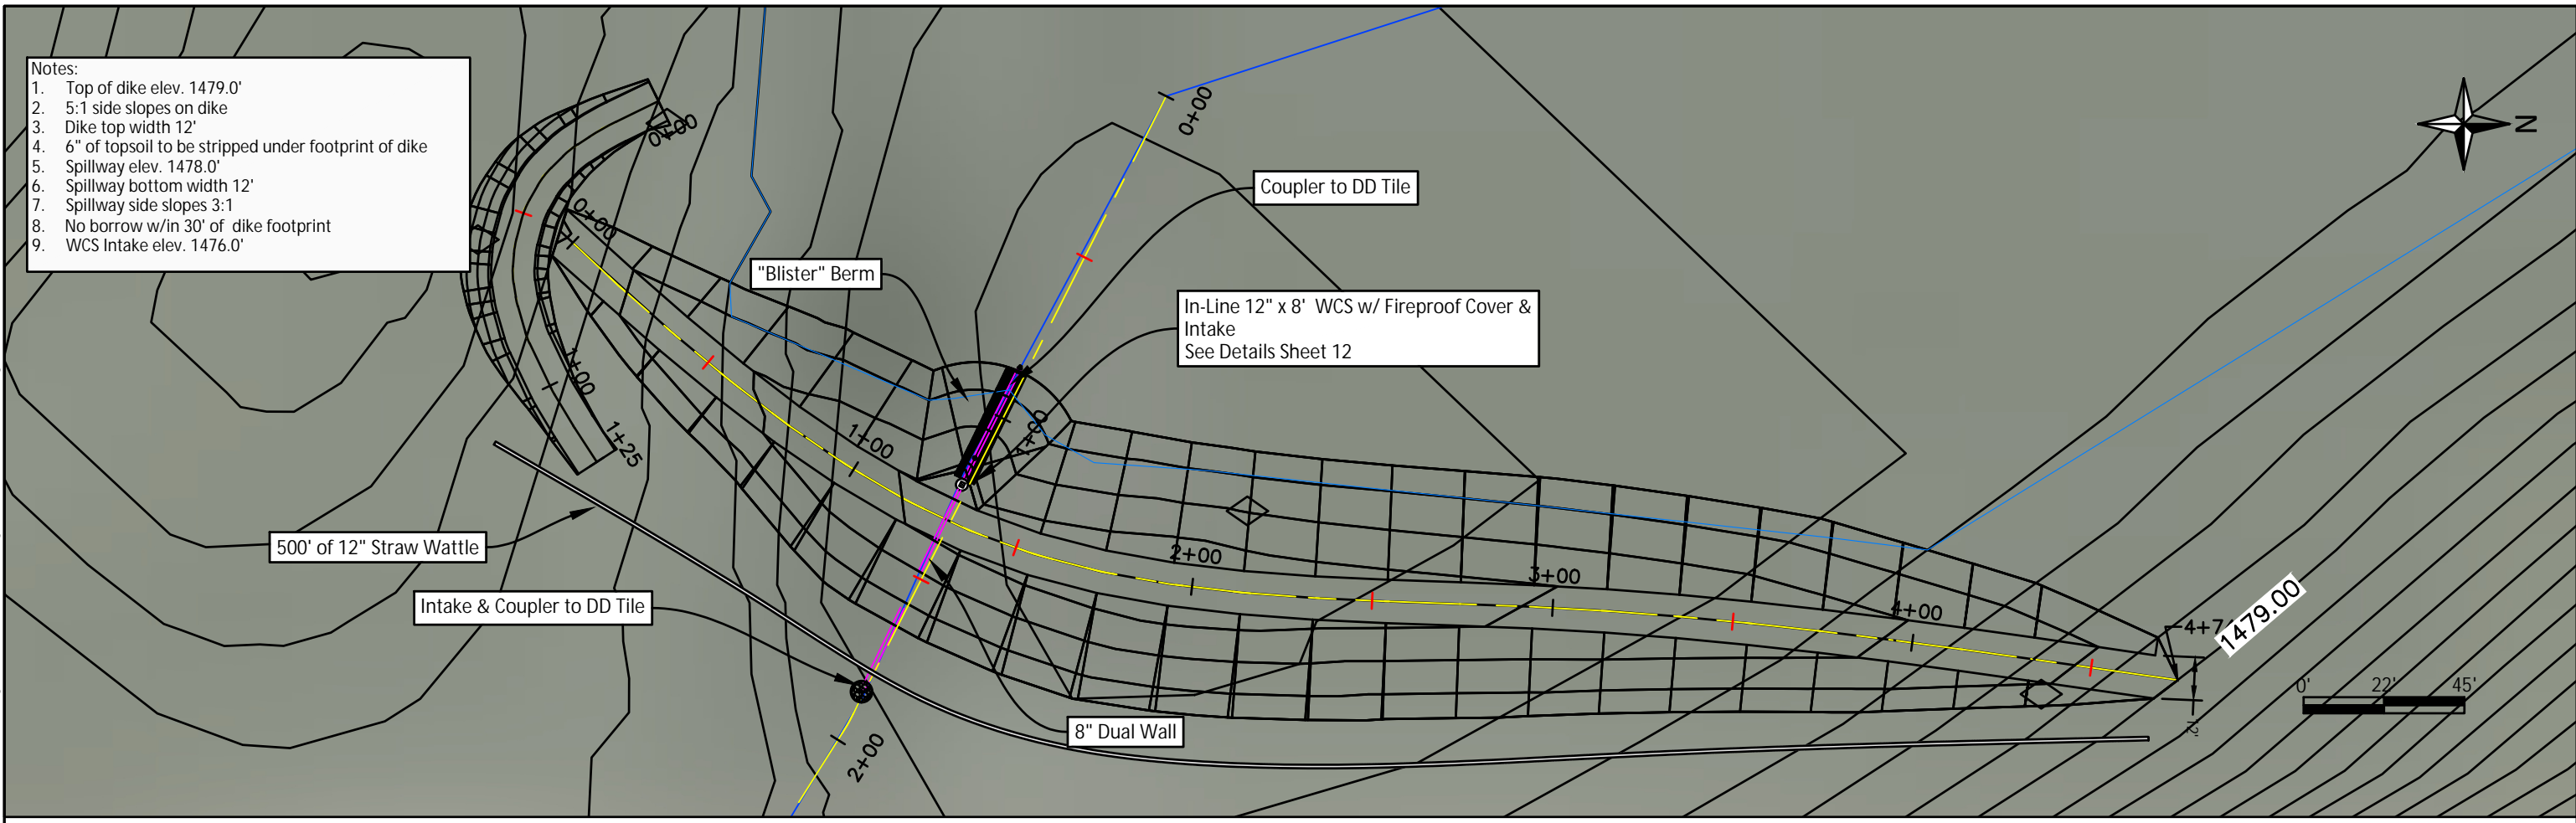 Notes:
1. Top of dike elev. 1479.0'
2. 5:1 side slopes on dike
3. Dike top width 12'
4. 6" of topsoil to be stripped under footprint of dike
5. Spillway elev. 1478.0'
6. Spillway bottom width 12'
7. Spillway side slopes 3:1
8. No borrow w/in 30' of dike footprint
9. WCS Intake elev. 1476.0'
0+00
0+00
1+00
1+25
0+00
N
Coupler to DD Tile
"Blister" Berm
In-Line 12" x 8' WCS w/ Fireproof Cover &
Intake
See Details Sheet 12
1+00
1+00
2+00
3+00
4+00
1479.00
500' of 12" Straw Wattle
Intake & Coupler to DD Tile
8" Dual Wall
2+00
0' 22' 45'
12'